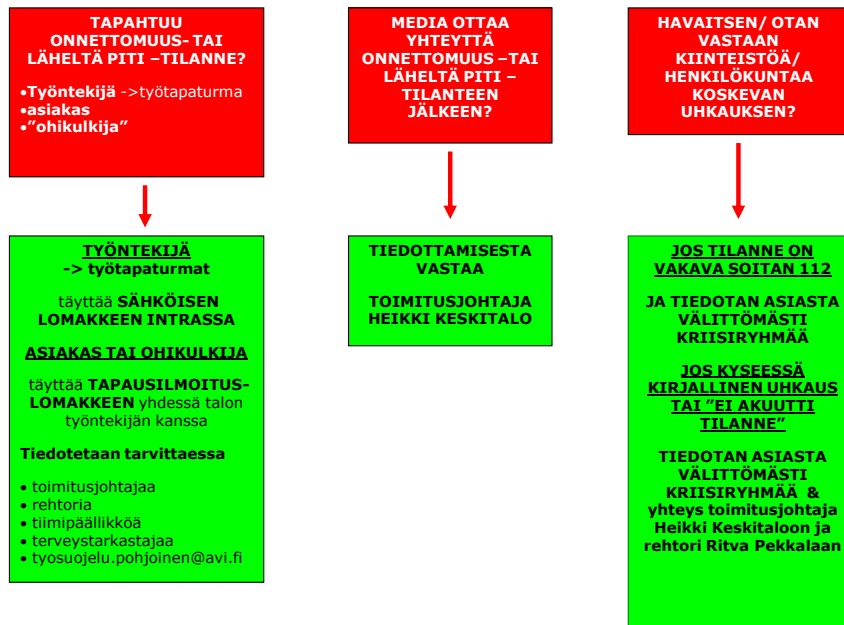 TAPAHTUU
ONNETTOMUUS- TAI
LÄHELTÄ PITI –TILANNE?
•Työntekijä ->työtapaturma
•asiakas
•”ohikulkija”
TYÖNTEKIJÄ
-> työtapaturmat
täyttää SÄHKÖISEN
LOMAKKEEN INTRASSA
ASIAKAS TAI OHIKULKIJA
täyttää TAPAUSILMOITUS-
LOMAKKEEN yhdessä talon
työntekijän kanssa
Tiedotetaan tarvittaessa
• toimitusjohtajaa
• rehtoria
• tiimipäällikköä
• terveystarkastajaa
• tyosuojelu.pohjoinen@avi.fi
MEDIA OTTAA
YHTEYTTÄ
ONNETTOMUUS –TAI
LÄHELTÄ PITI –
TILANTEEN
JÄLKEEN?
TIEDOTTAMISESTA
VASTAA
TOIMITUSJOHTAJA
HEIKKI KESKITALO
HAVAITSEN/ OTAN
VASTAAN
KIINTEISTÖÄ/
HENKILÖKUNTAA
KOSKEVAN
UHKAUKSEN?
JOS TILANNE ON
VAKAVA SOITAN 112
JA TIEDOTAN ASIASTA
VÄLITTÖMÄSTI
KRIISIRYHMÄÄ
JOS KYSEESSÄ
KIRJALLINEN UHKAUS
TAI ”EI AKUUTTI
TILANNE”
TIEDOTAN ASIASTA
VÄLITTÖMÄSTI
KRIISIRYHMÄÄ &
yhteys toimitusjohtaja
Heikki Keskitaloon ja
rehtori Ritva Pekkalaan